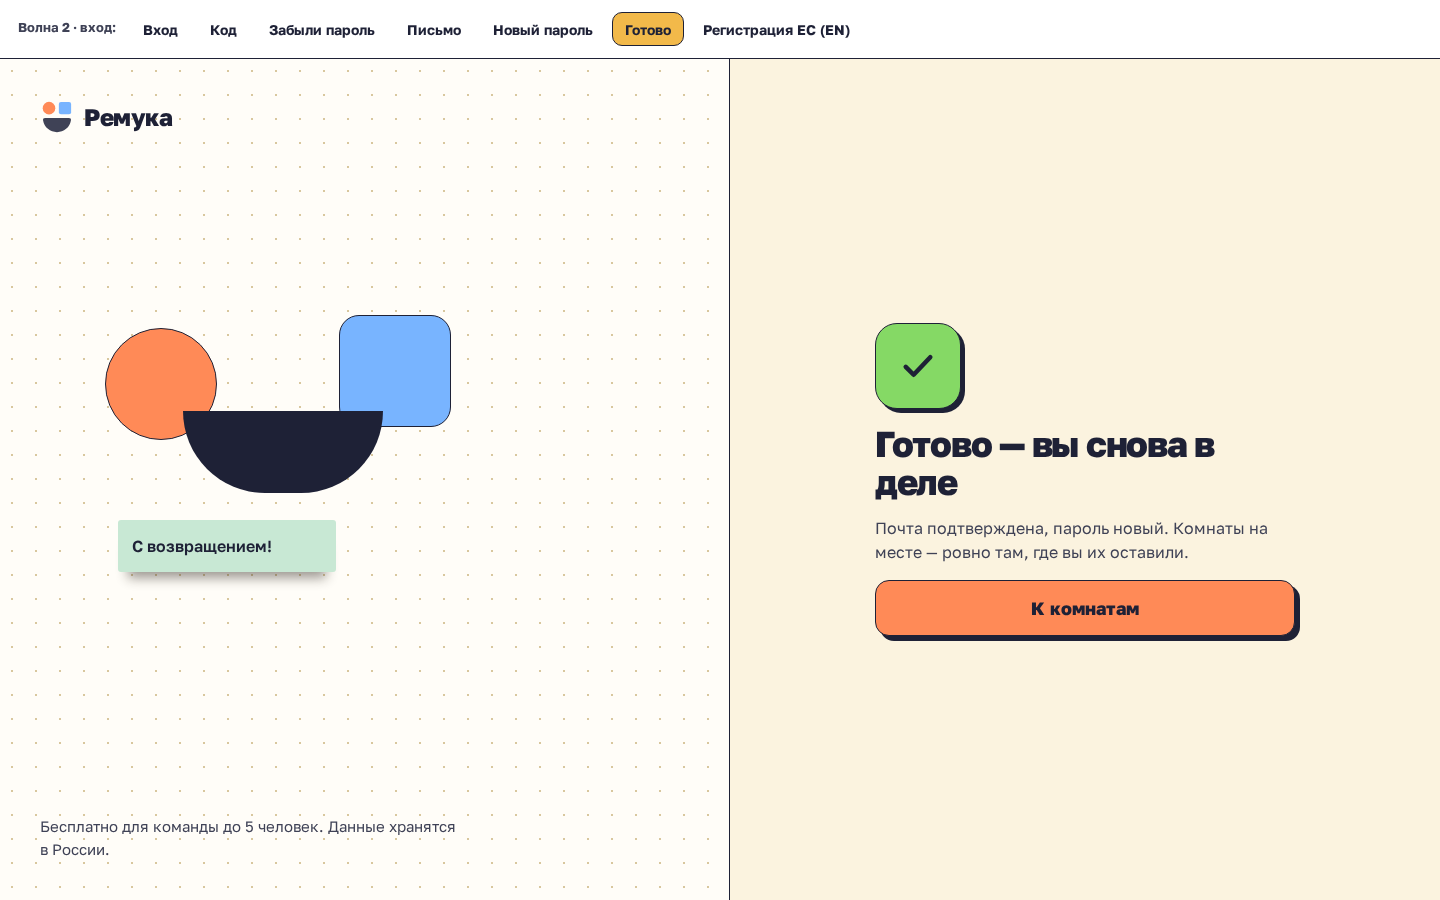 Волна 2 · вход:
Вход
Код
Забыли пароль
Письмо
Новый пароль
Готово
Регистрация ЕС (EN)
Ремука
С возвращением!
Бесплатно для команды до 5 человек. Данные хранятся
в России.
Готово — вы снова в
деле
Почта подтверждена, пароль новый. Комнаты на
месте — ровно там, где вы их оставили.
К комнатам